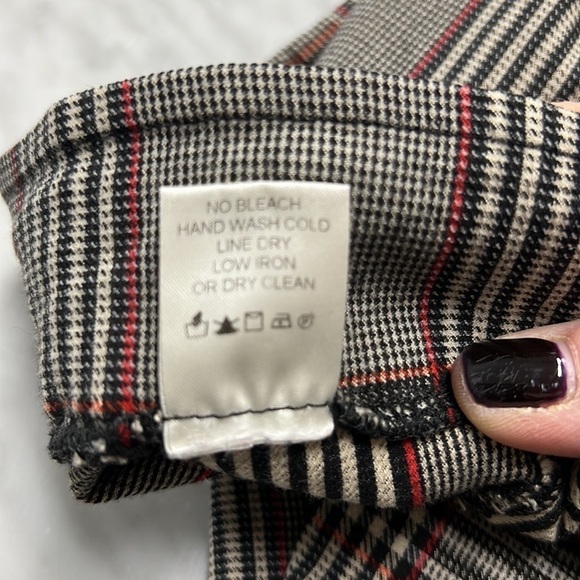 NO BLEACH
HAND WASH COLD
LINE DRY
LOW IRON
OR DRY CLEAN